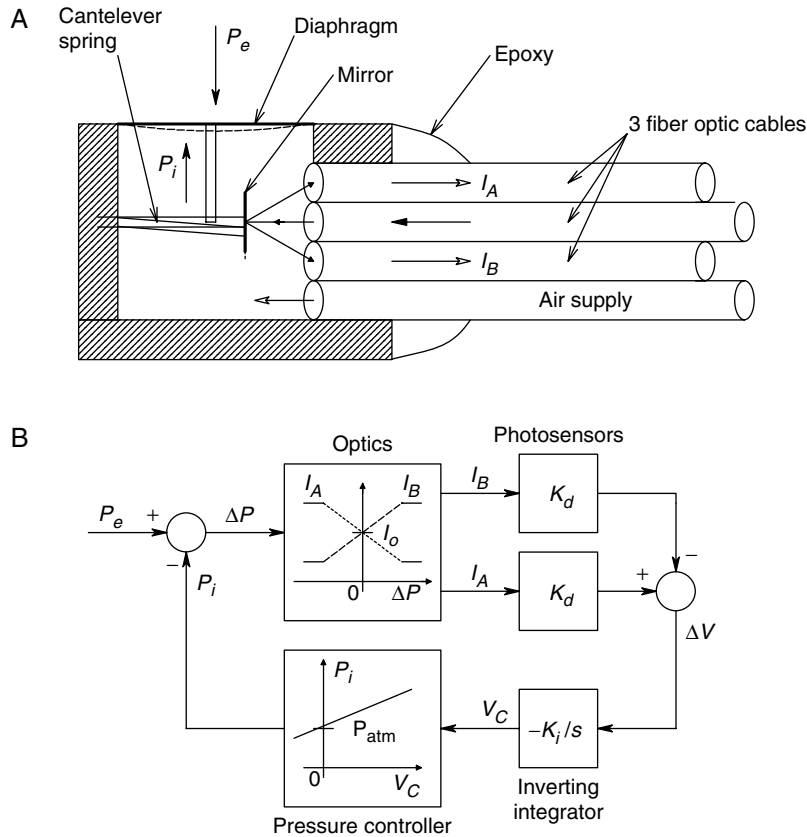 A
Cantelever
spring
P_e
Diaphragm
Mirror
Epoxy
3 fiber optic cables
P_i
I_A
I_B
Air supply
B
Optics
Photosensors
P_e
+
−
ΔP
I_A
I_B
I_o
0
ΔP
I_B
K_d
−
I_A
K_d
+
ΔV
P_i
P_i
P_atm
0
V_C
V_C
−K_i/s
Pressure controller
Inverting
integrator